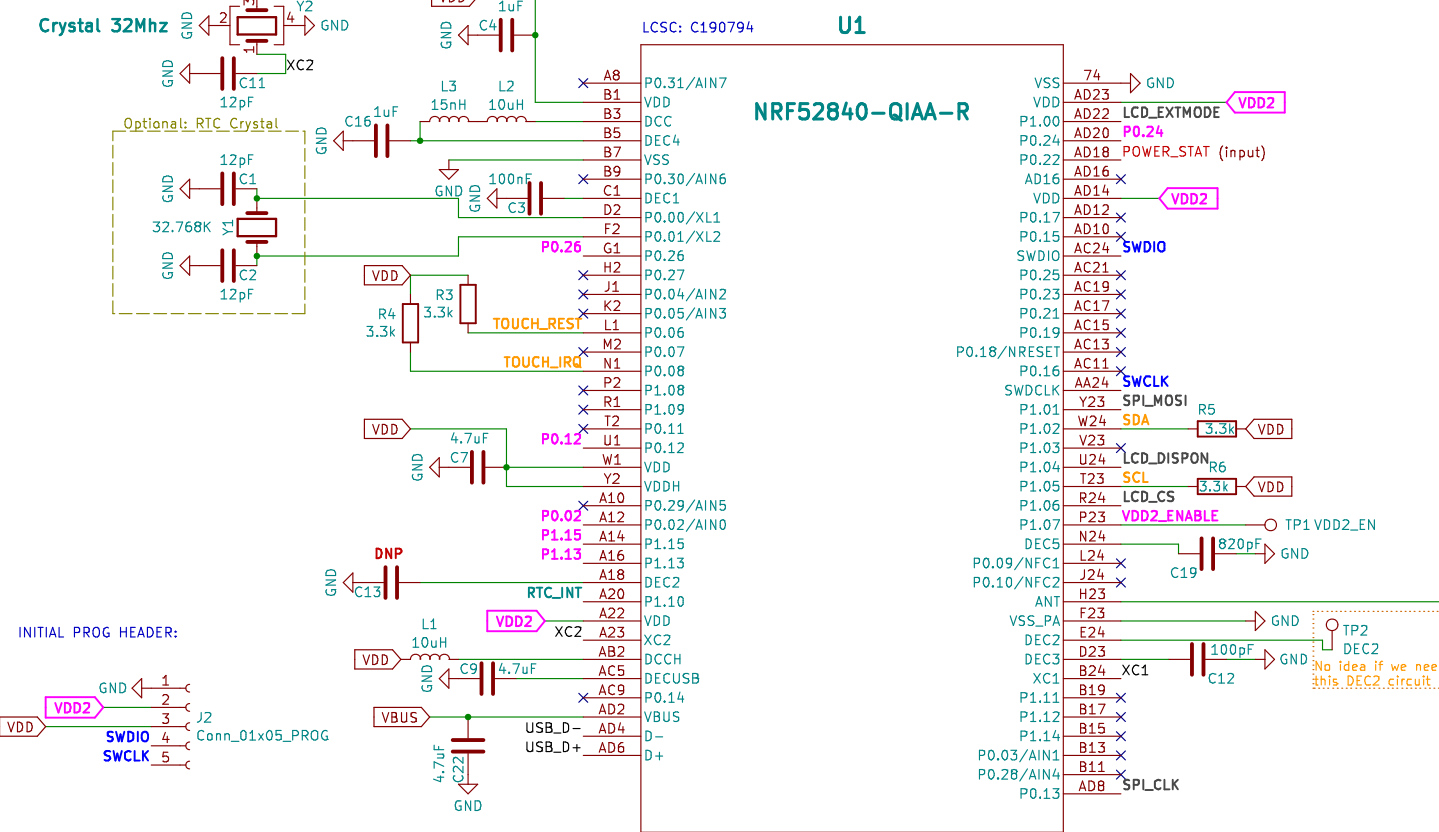 Crystal 32Mhz
GND
2
3
Y2
4
GND
1
XC2
GND
C11
12pF
VDD
1uF
C4
GND
LCSC: C190794
U1
NRF52840-QIAA-R
Optional: RTC Crystal
12pF
C1
GND
32.768K
Y1
GND
C2
12pF
L3
15nH
L2
10uH
1uF
C16
GND
GND
100nF
GND
C3
P0.26
VDD
R3
3.3k
R4
3.3k
TOUCH_REST
TOUCH_IRQ
VDD
4.7uF
C7
GND
P0.12
P0.02
P1.15
P1.13
DNP
GND
C13
RTC_INT
VDD2
XC2
L1
10uH
VDD
GND
C9
4.7uF
VBUS
USB_D-
USB_D+
4.7uF
C22
GND
A8 P0.31/AIN7
B1 VDD
B3 DCC
B5 DEC4
B7 VSS
B9 P0.30/AIN6
C1 DEC1
D2 P0.00/XL1
F2 P0.01/XL2
G1 P0.26
H2 P0.27
J1 P0.04/AIN2
K2 P0.05/AIN3
L1 P0.06
M2 P0.07
N1 P0.08
P2 P1.08
R1 P1.09
T2 P0.11
U1 P0.12
W1 VDD
Y2 VDDH
A10 P0.29/AIN5
A12 P0.02/AIN0
A14 P1.15
A16 P1.13
A18 DEC2
A20 P1.10
A22 VDD
A23 XC2
AB2 DCCH
AC5 DECUSB
AC9 P0.14
AD2 VBUS
AD4 D-
AD6 D+
VSS 74 GND
VDD AD23 VDD2
P1.00 AD22 LCD_EXTMODE
P0.24 AD20 P0.24
P0.22 AD18 POWER_STAT (input)
AD16 AD16
VDD AD14 VDD2
P0.17 AD12
P0.15 AD10
SWDIO AC24 SWDIO
P0.25 AC21
P0.23 AC19
P0.21 AC17
P0.19 AC15
P0.18/NRESET AC13
P0.16 AC11
SWDCLK AA24 SWCLK
P1.01 Y23 SPI_MOSI
P1.02 W24 SDA R5 3.3k VDD
P1.03 V23
P1.04 U24 LCD_DISPON
P1.05 T23 SCL R6 3.3k VDD
P1.06 R24 LCD_CS
P1.07 P23 VDD2_ENABLE TP1 VDD2_EN
DEC5 N24 820pF C19 GND
P0.09/NFC1 L24
P0.10/NFC2 J24
ANT H23
VSS_PA F23 GND
DEC2 E24 TP2 DEC2
DEC3 D23 100pF C12 GND
XC1 B24 XC1
P1.11 B19
P1.12 B17
P1.14 B15
P0.03/AIN1 B13
P0.28/AIN4 B11
P0.13 AD8 SPI_CLK
No idea if we nee
this DEC2 circuit
INITIAL PROG HEADER:
GND 1
VDD2 2
VDD 3
SWDIO 4
SWCLK 5
J2
Conn_01x05_PROG